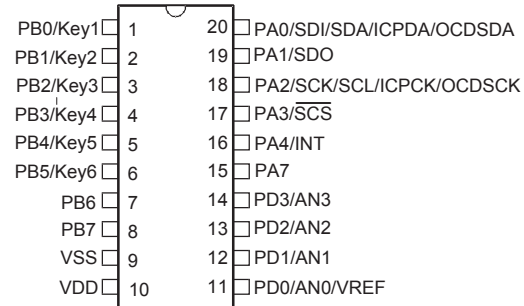 PB0/Key1 1 20 PA0/SDI/SDA/ICPDA/OCDSDA
PB1/Key2 2 19 PA1/SDO
PB2/Key3 3 18 PA2/SCK/SCL/ICPCK/OCDSCK
PB3/Key4 4 17 PA3/SCS
PB4/Key5 5 16 PA4/INT
PB5/Key6 6 15 PA7
PB6 7 14 PD3/AN3
PB7 8 13 PD2/AN2
VSS 9 12 PD1/AN1
VDD 10 11 PD0/AN0/VREF